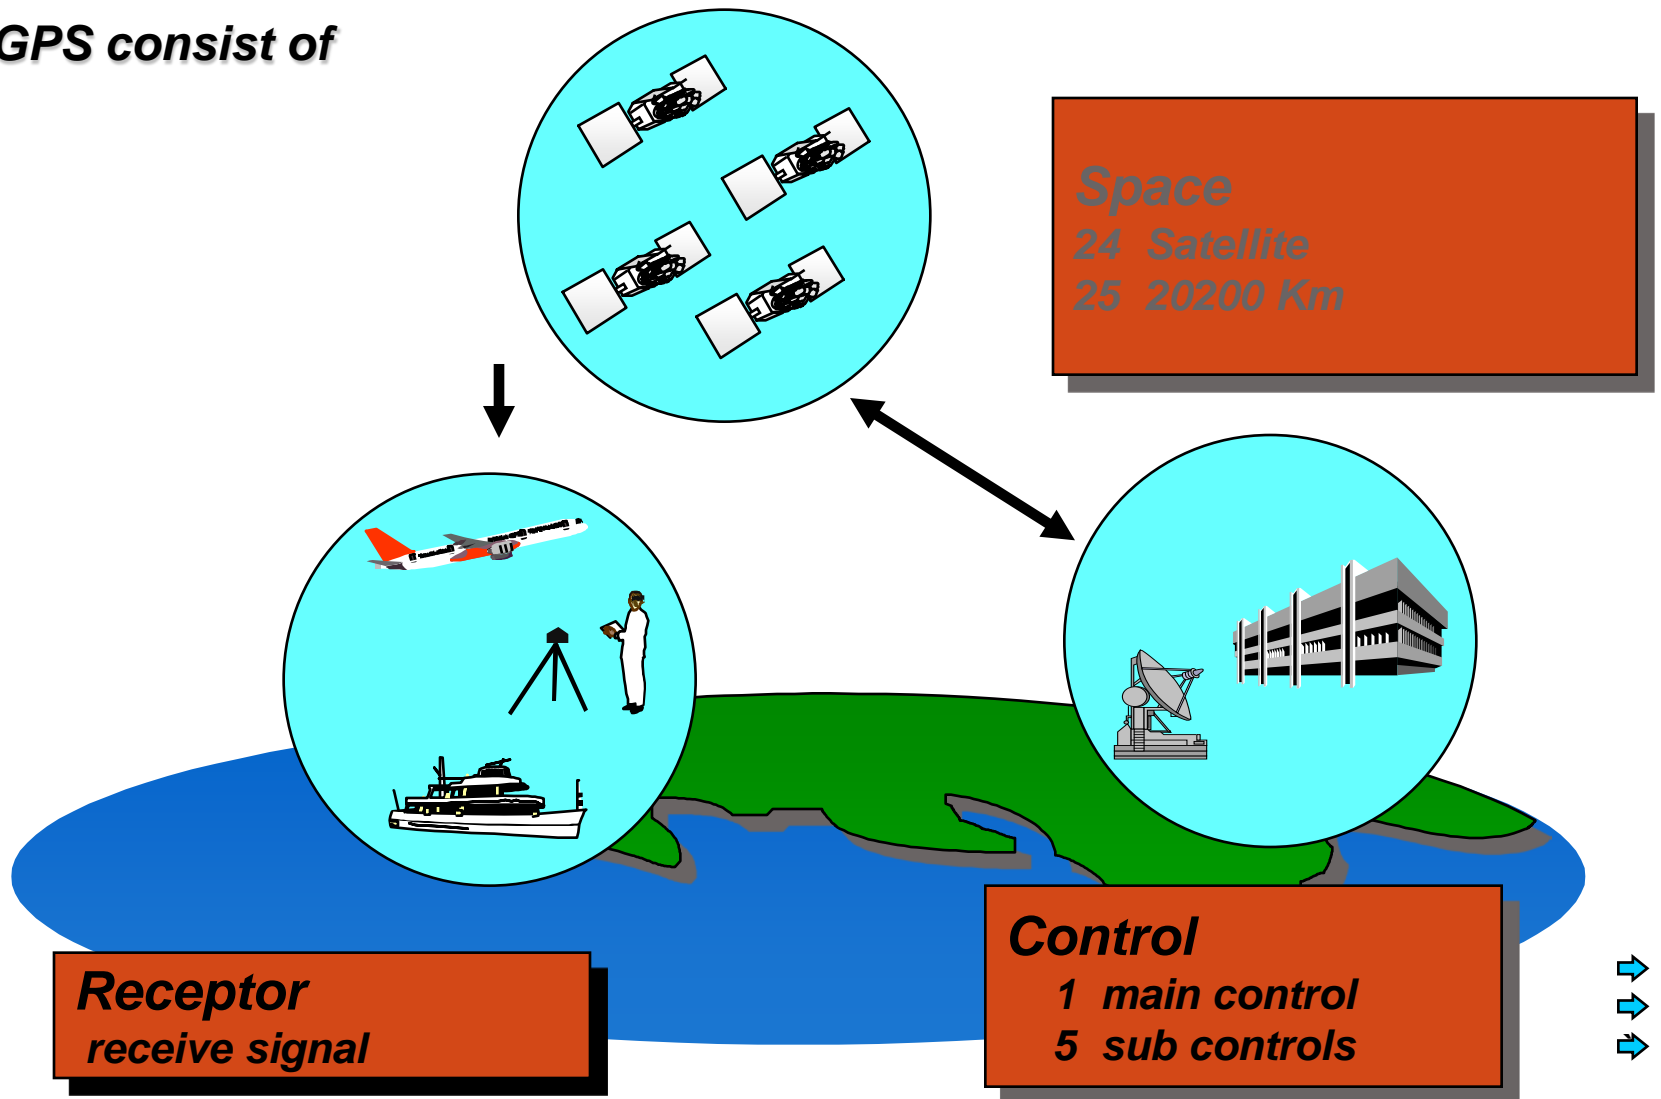 GPS consist of
Space
24 Satellite
25 20200 Km
Control
1 main control
5 sub controls
Receptor
receive signal